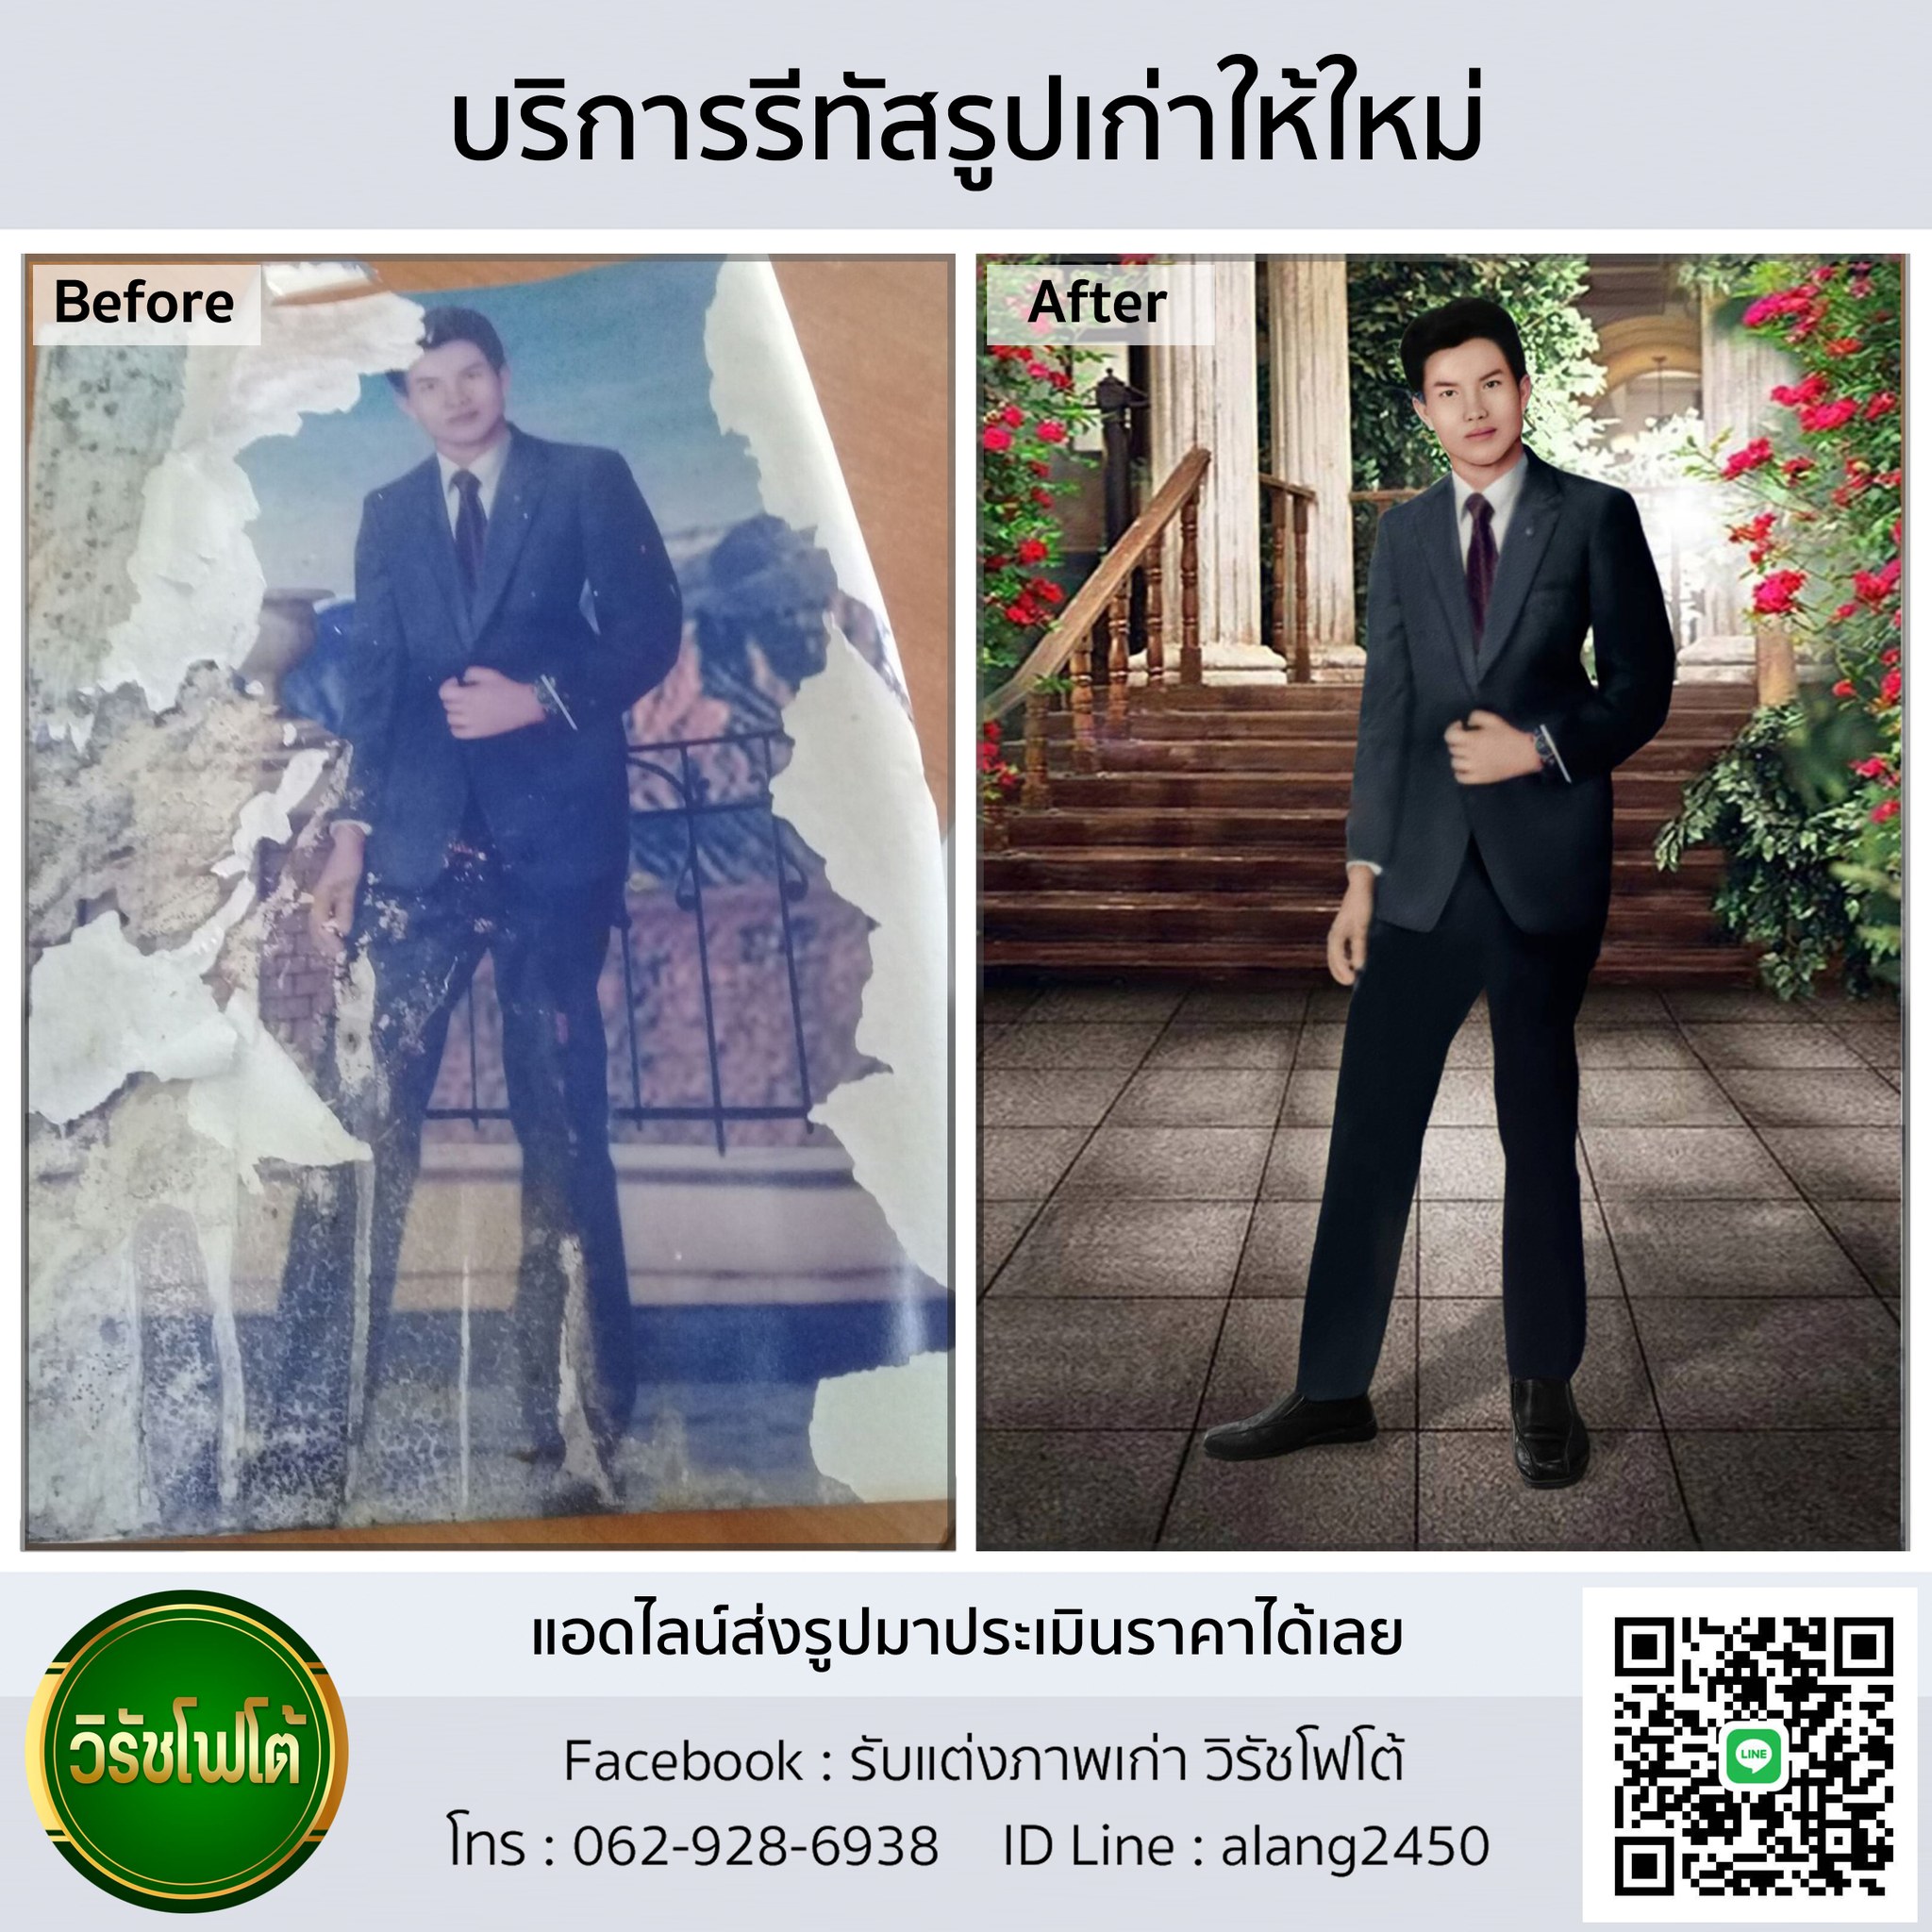 บริการรีทัสรูปเก่าให้ใหม่
Before
After
แอดไลน์ส่งรูปมาประเมินราคาได้เลย
วิรัชโฟโต้
Facebook : รับแต่งภาพเก่า วิรัชโฟโต้
โทร : 062-928-6938 ID Line : alang2450
LINE